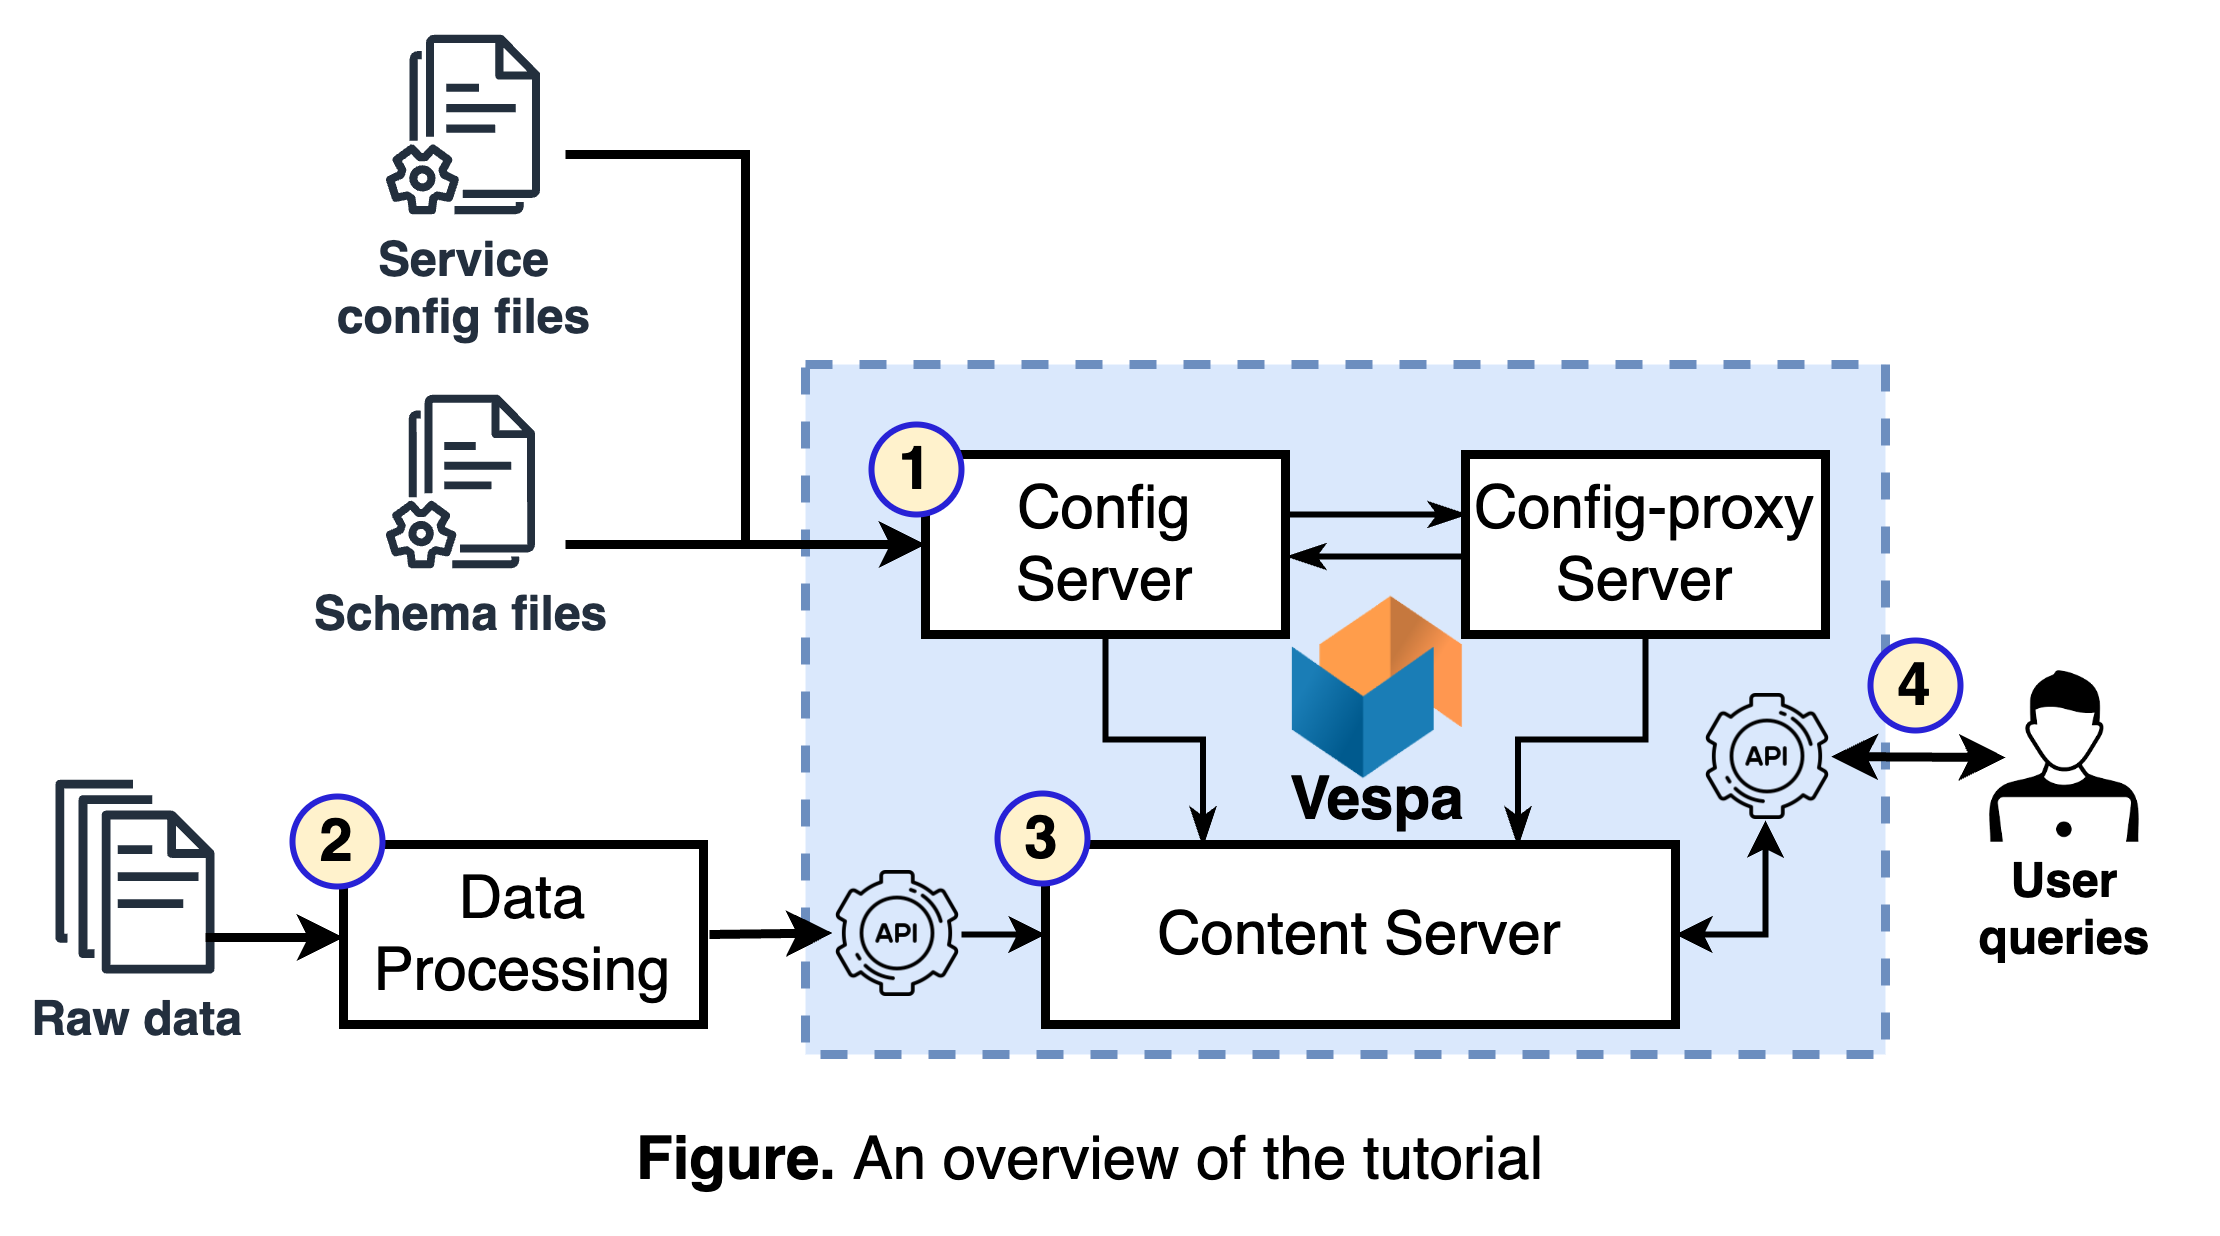 Service
config files
Schema files
1
Config
Server
Config-proxy
Server
Vespa
4
API
User
queries
Raw data
2
Data
Processing
API
3
Content Server
Figure. An overview of the tutorial